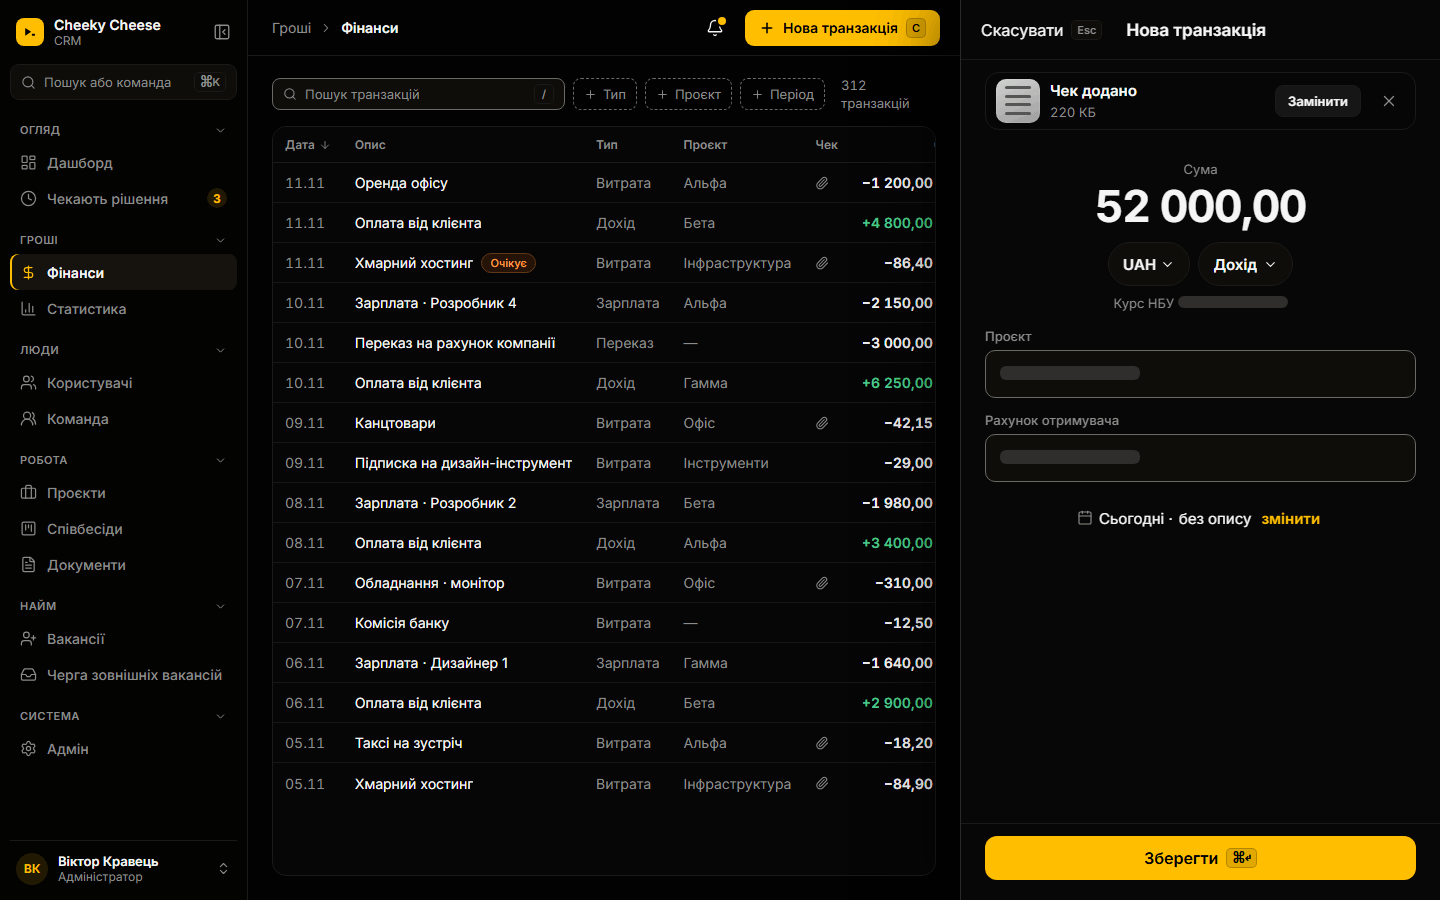 Cheeky Cheese
CRM
Пошук або команда ⌘K
ОГЛЯД
Дашборд
Чекають рішення 3
ГРОШІ
Фінанси
Статистика
ЛЮДИ
Користувачі
Команда
РОБОТА
Проєкти
Співбесіди
Документи
НАЙМ
Вакансії
Черга зовнішніх вакансій
СИСТЕМА
Адмін
ВК
Віктор Кравець
Адміністратор
Гроші > Фінанси
+ Нова транзакція C
Пошук транзакцій /
+ Тип
+ Проєкт
+ Період
312
транзакцій
Дата ↓ Опис Тип Проєкт Чек
11.11 Оренда офісу Витрата Альфа −1 200,00
11.11 Оплата від клієнта Дохід Бета +4 800,00
11.11 Хмарний хостинг Очікує Витрата Інфраструктура −86,40
10.11 Зарплата · Розробник 4 Зарплата Альфа −2 150,00
10.11 Переказ на рахунок компанії Переказ — −3 000,00
10.11 Оплата від клієнта Дохід Гамма +6 250,00
09.11 Канцтовари Витрата Офіс −42,15
09.11 Підписка на дизайн-інструмент Витрата Інструменти −29,00
08.11 Зарплата · Розробник 2 Зарплата Бета −1 980,00
08.11 Оплата від клієнта Дохід Альфа +3 400,00
07.11 Обладнання · монітор Витрата Офіс −310,00
07.11 Комісія банку Витрата — −12,50
06.11 Зарплата · Дизайнер 1 Зарплата Гамма −1 640,00
06.11 Оплата від клієнта Дохід Бета +2 900,00
05.11 Таксі на зустріч Витрата Альфа −18,20
05.11 Хмарний хостинг Витрата Інфраструктура −84,90
Скасувати Esc Нова транзакція
Чек додано
220 КБ
Замінити
Сума
52 000,00
UAH
Дохід
Курс НБУ
Проєкт
Рахунок отримувача
Сьогодні · без опису змінити
Зберегти ⌘↵